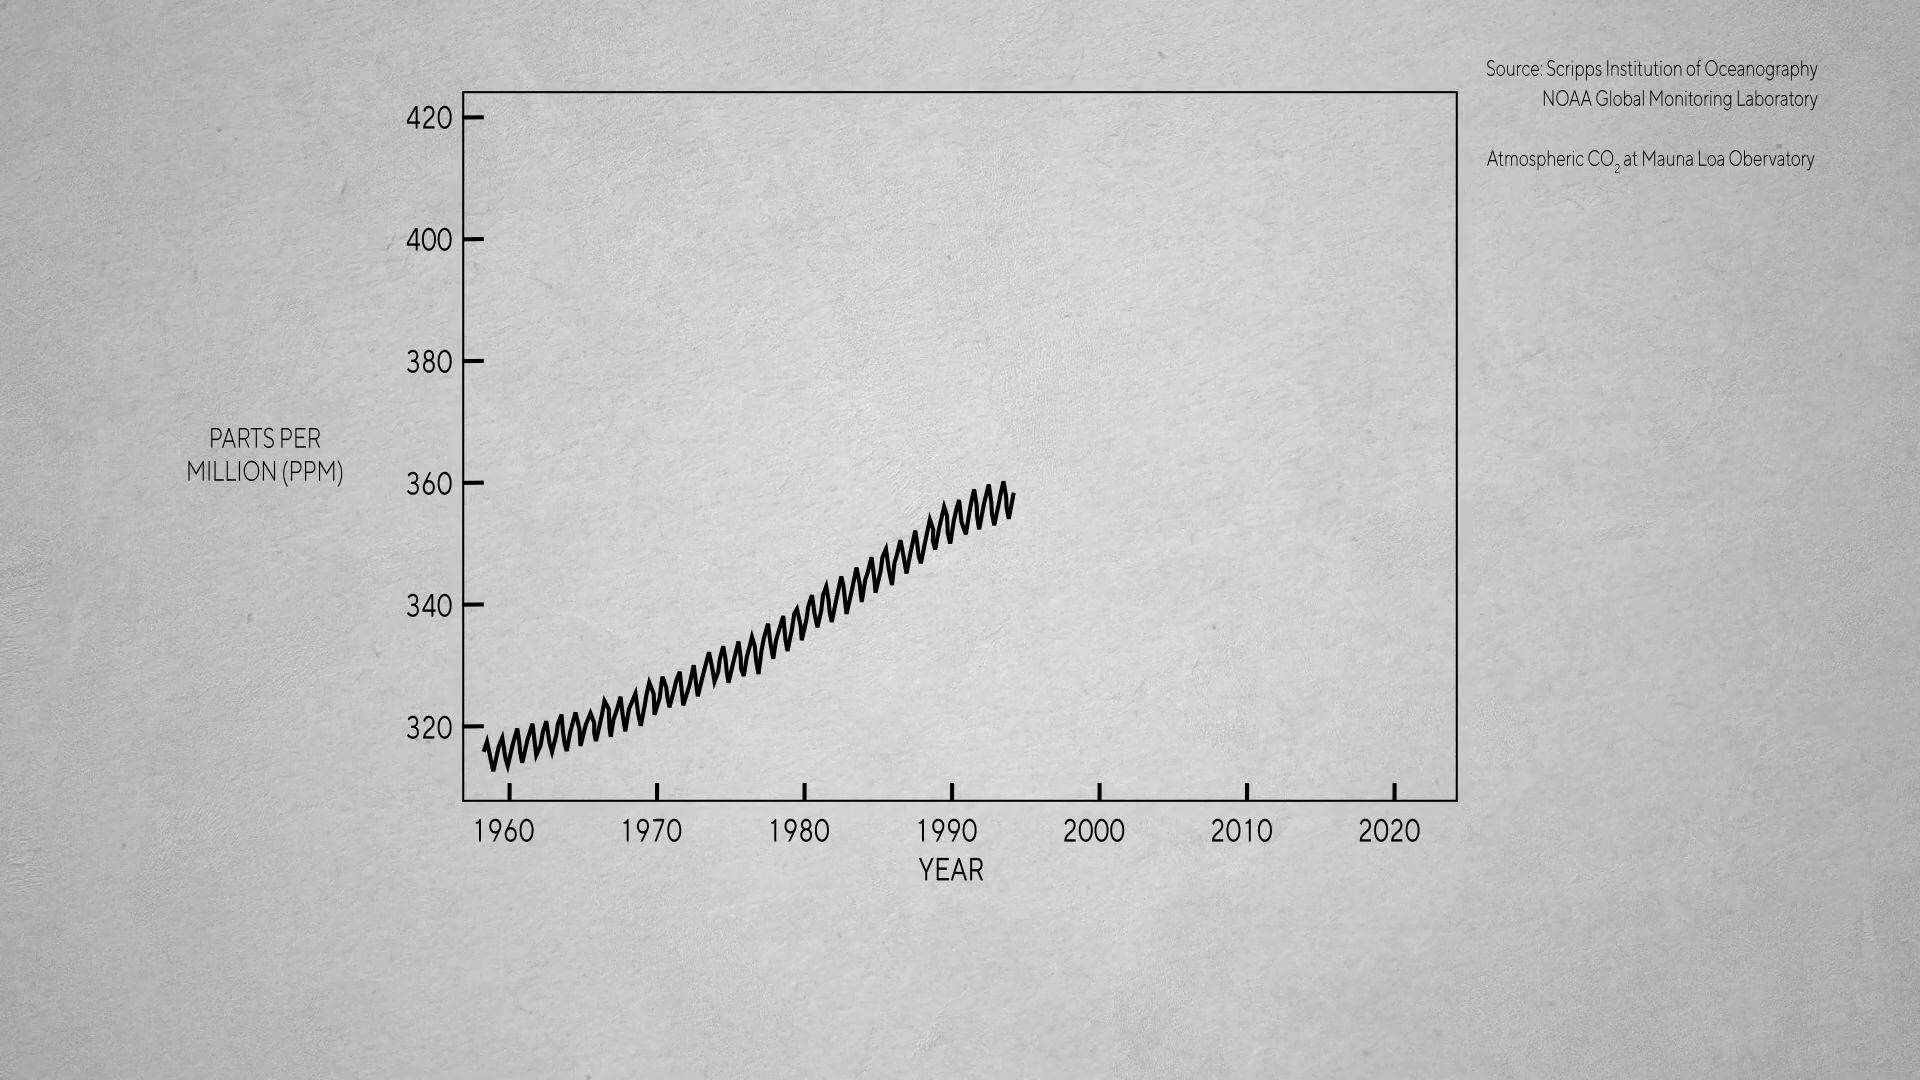 Source: Scripps Institution of Oceanography
NOAA Global Monitoring Laboratory
Atmospheric CO₂ at Mauna Loa Obervatory
420
400
380
360
340
320
PARTS PER
MILLION (PPM)
1960 1970 1980 1990 2000 2010 2020
YEAR